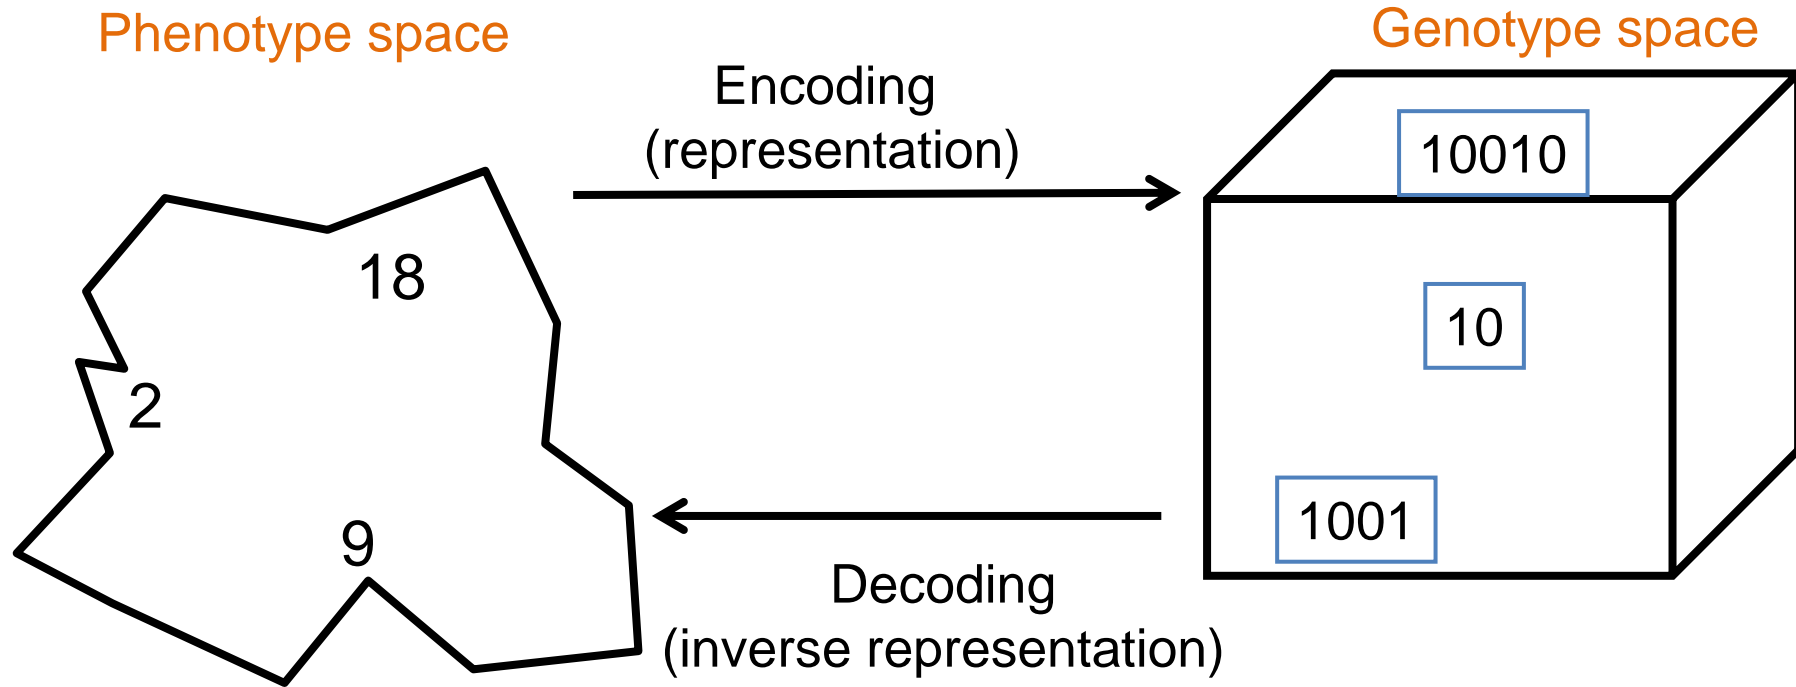 Phenotype space
Genotype space
Encoding
(representation)
10010
18
10
2
9
1001
Decoding
(inverse representation)